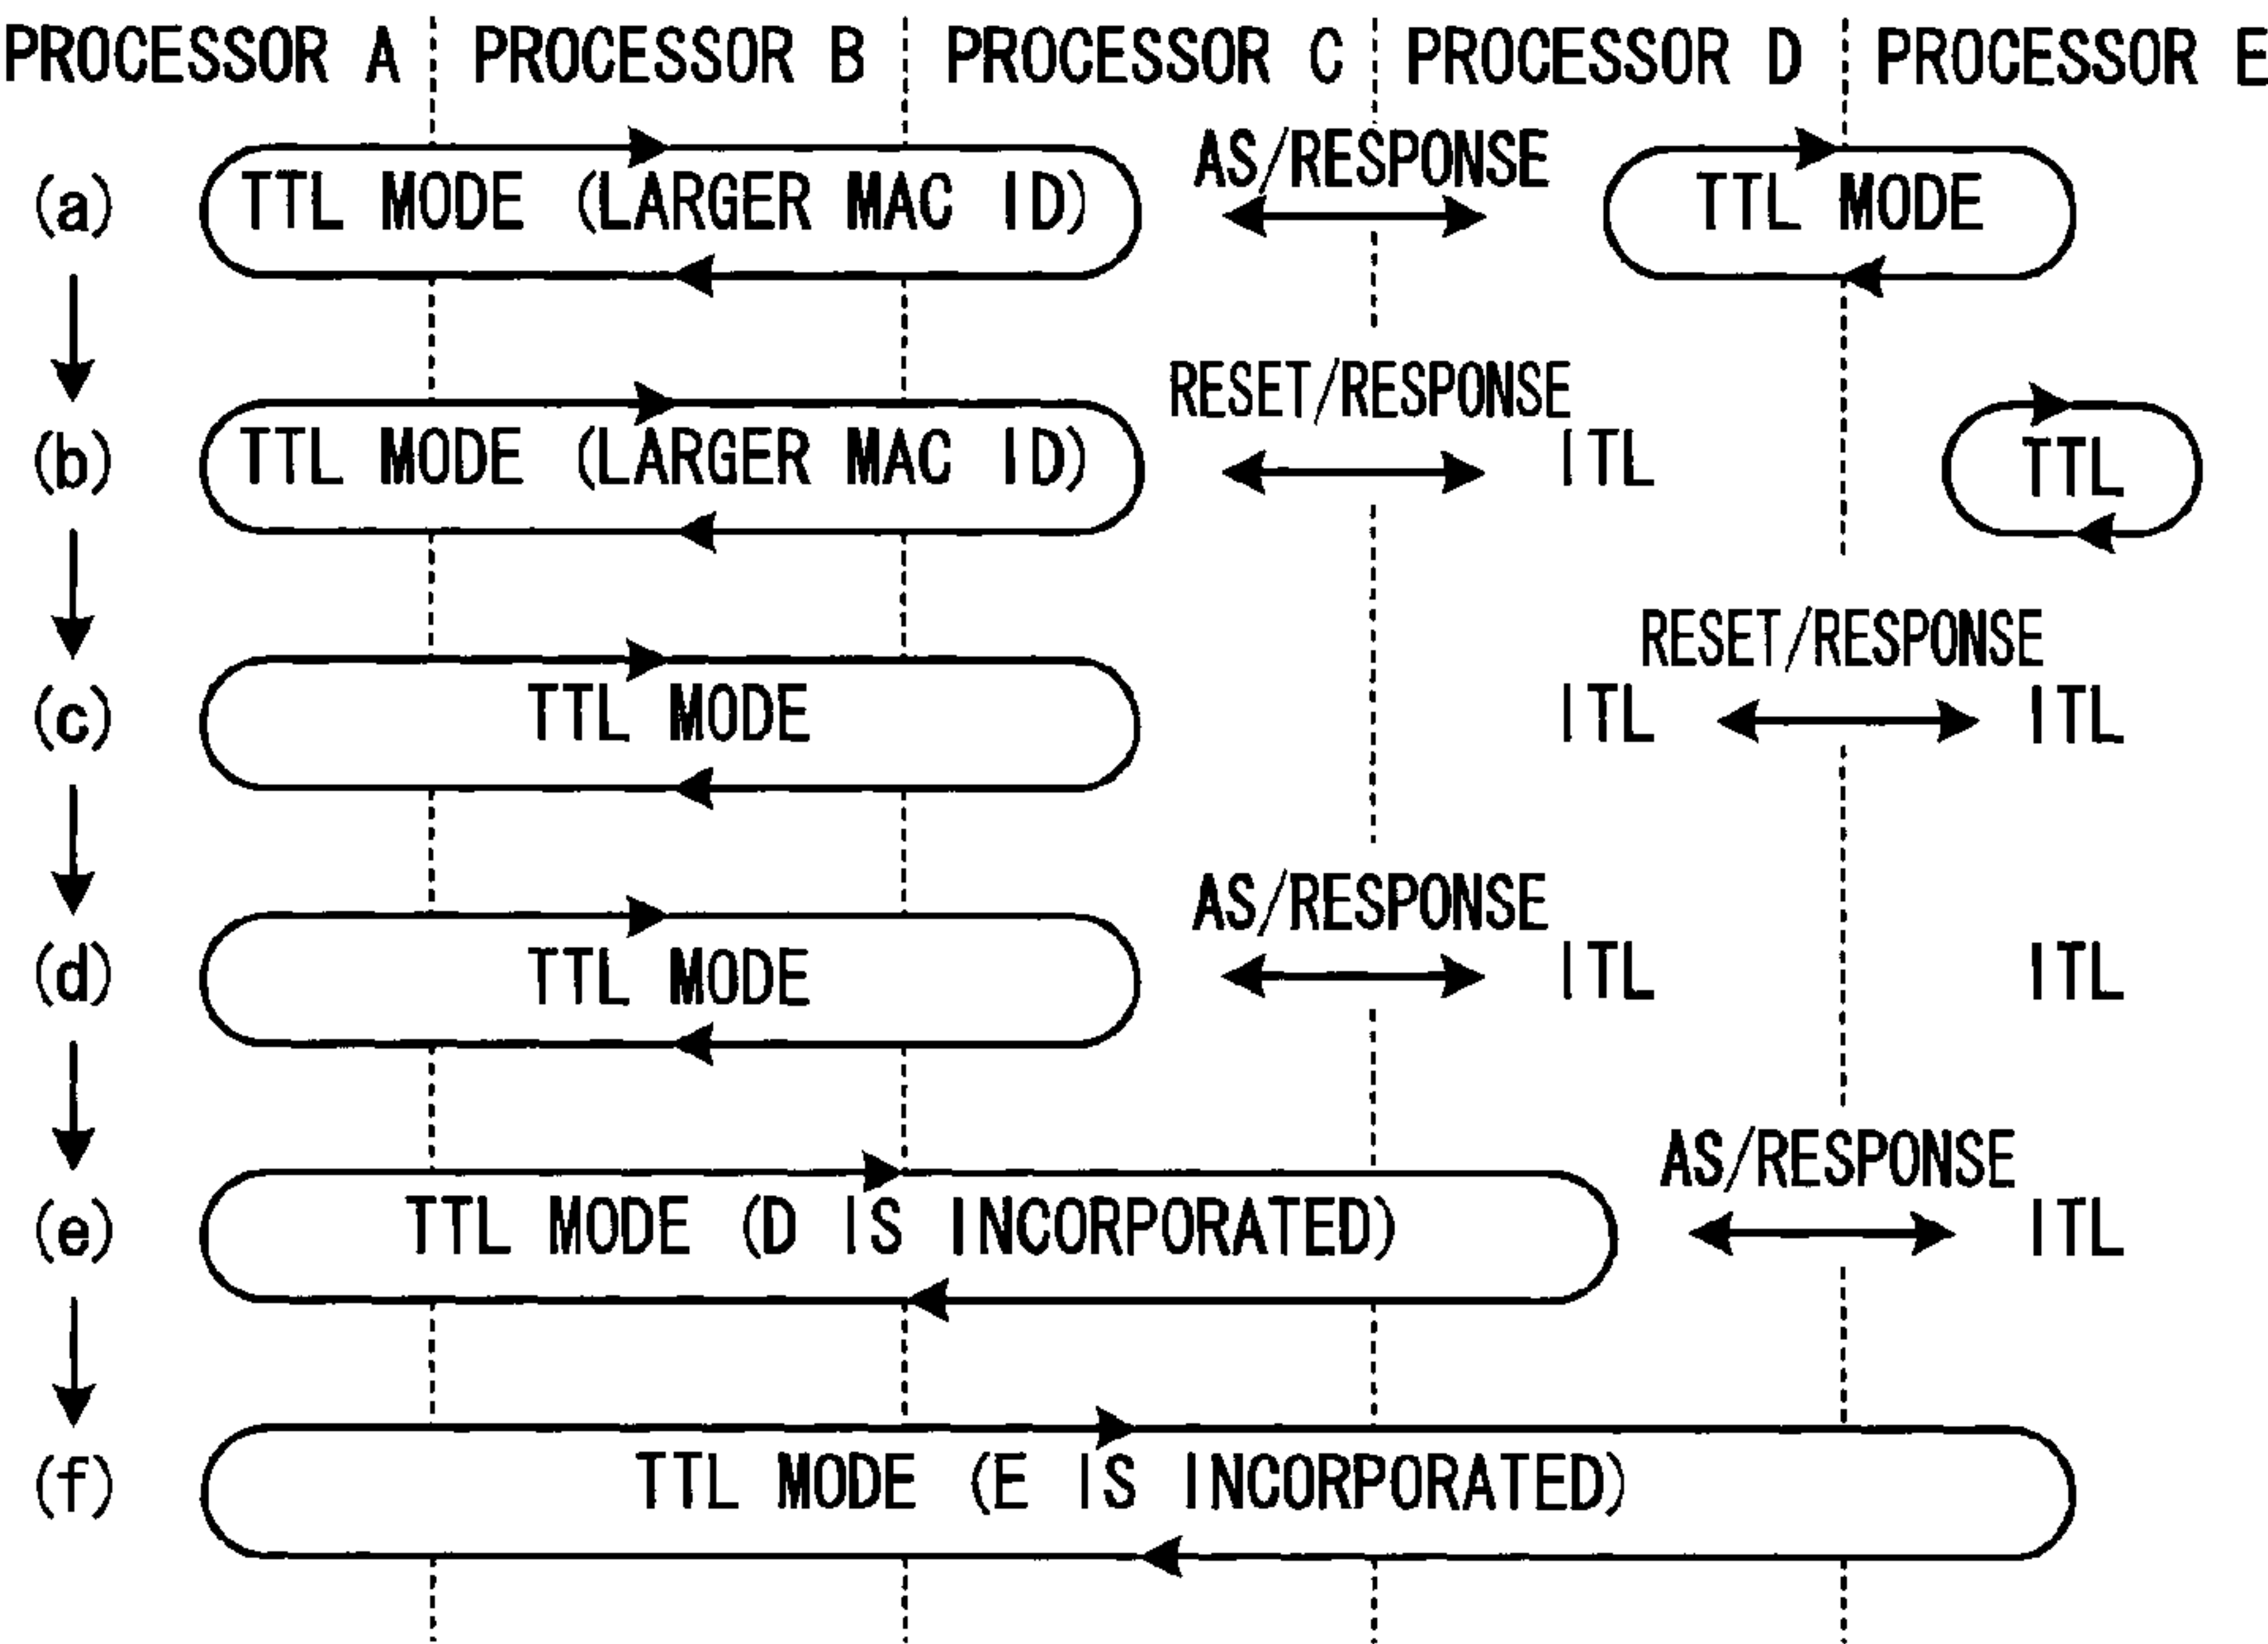 PROCESSOR A PROCESSOR B PROCESSOR C PROCESSOR D PROCESSOR E
(a) TTL MODE (LARGER MAC ID) AS/RESPONSE TTL MODE
RESET/RESPONSE
(b) TTL MODE (LARGER MAC ID) ITL TTL
RESET/RESPONSE
(c) TTL MODE ITL ITL
AS/RESPONSE
(d) TTL MODE ITL ITL
AS/RESPONSE
(e) TTL MODE (D IS INCORPORATED) ITL
(f) TTL MODE (E IS INCORPORATED)